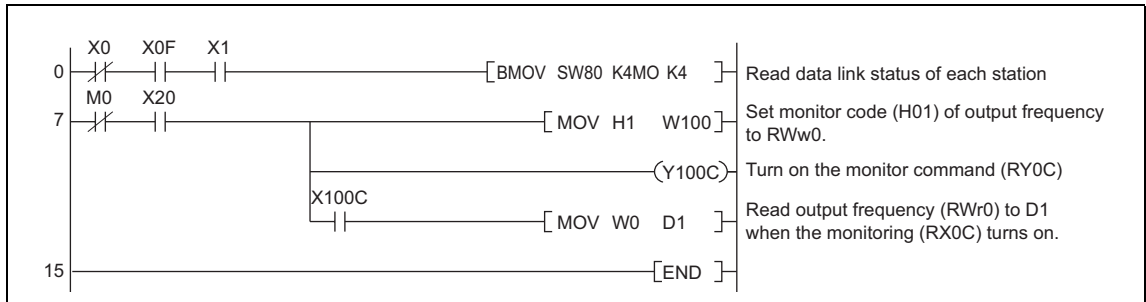 X0 X0F X1
0 BMOV SW80 K4MO K4 Read data link status of each station
M0 X20
7 MOV H1 W100 Set monitor code (H01) of output frequency
to RWw0.
Y100C Turn on the monitor command (RY0C)
X100C
MOV W0 D1 Read output frequency (RWr0) to D1
when the monitoring (RX0C) turns on.
15 END